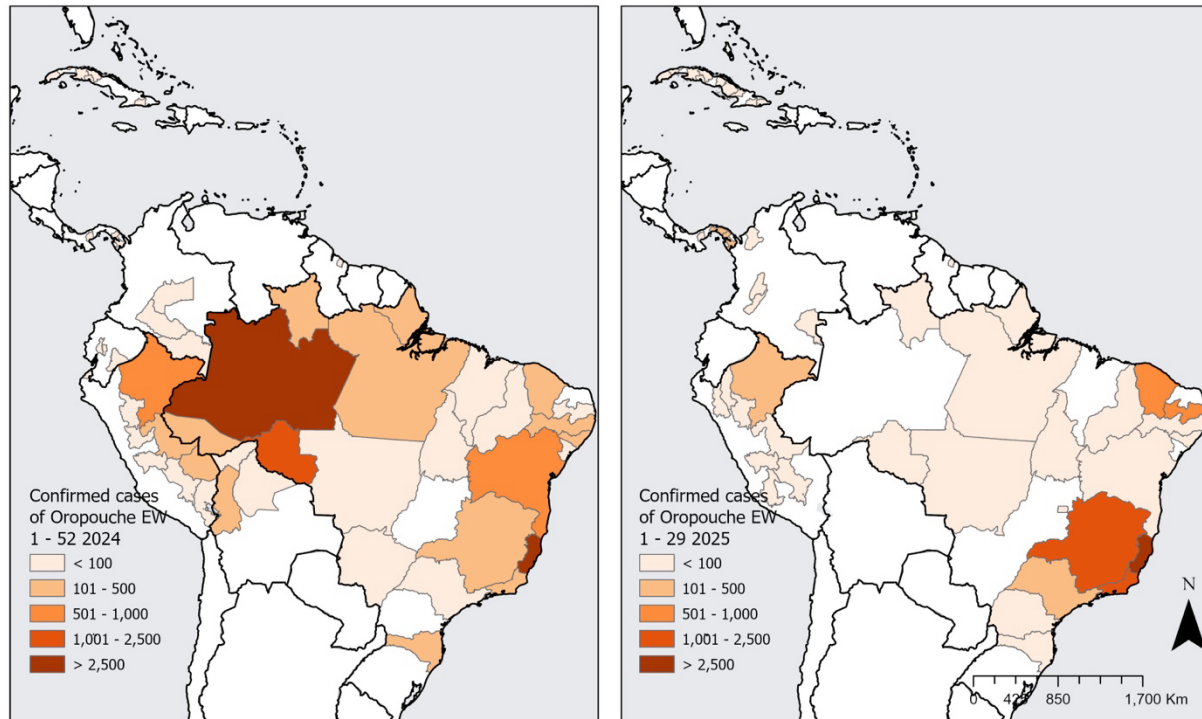 Confirmed cases
of Oropouche EW
1 - 52 2024
< 100
101 - 500
501 - 1,000
1,001 - 2,500
> 2,500
Confirmed cases
of Oropouche EW
1 - 29 2025
< 100
101 - 500
501 - 1,000
1,001 - 2,500
> 2,500
N
0 425 850 1,700 Km